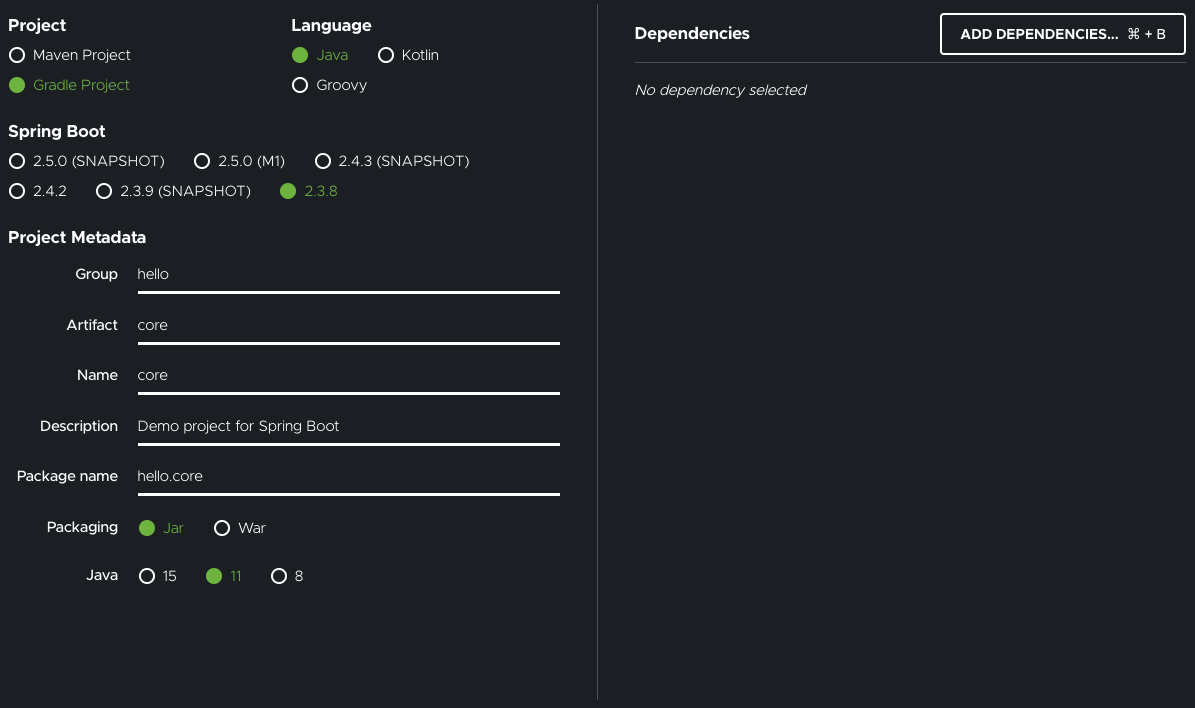 Project
Language
Maven Project
Java Kotlin
Gradle Project
Groovy
Spring Boot
2.5.0 (SNAPSHOT) 2.5.0 (M1) 2.4.3 (SNAPSHOT)
2.4.2 2.3.9 (SNAPSHOT) 2.3.8
Project Metadata
Group hello
Artifact core
Name core
Description Demo project for Spring Boot
Package name hello.core
Packaging Jar War
Java 15 11 8
Dependencies
ADD DEPENDENCIES... ⌘ + B
No dependency selected